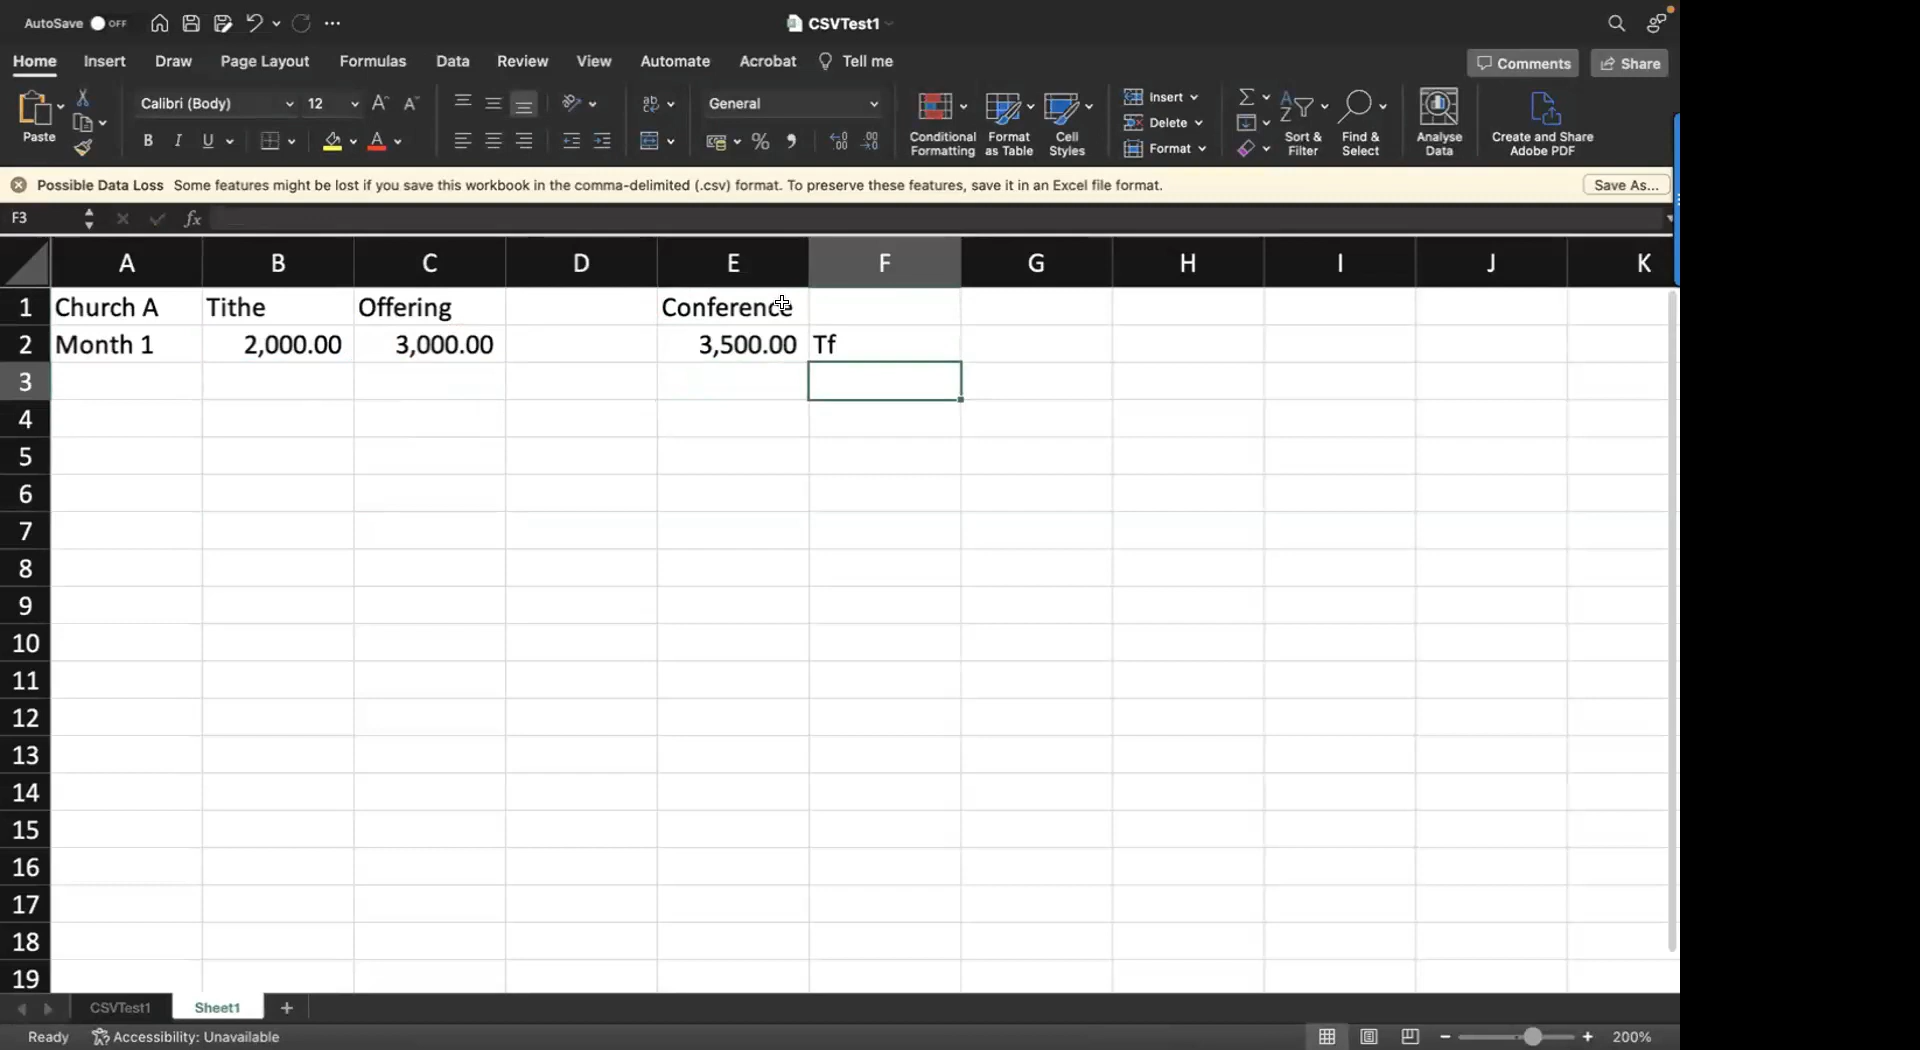 AutoSave OFF ... CSVTest1
Home Insert Draw Page Layout Formulas Data Review View Automate Acrobat Tell me Comments Share
Paste Calibri (Body) 12 A A General Insert
B I U A % Delete
Conditional Formatting Format as Table Cell Styles Format Sort & Filter Find & Select Analyse Data Create and Share Adobe PDF
Possible Data Loss Some features might be lost if you save this workbook in the comma-delimited (.csv) format. To preserve these features, save it in an Excel file format. Save As...
F3 fx
A B C D E F G H I J K
1 Church A Tithe Offering Conference
2 Month 1 2,000.00 3,000.00 3,500.00 Tf
3
4
5
6
7
8
9
10
11
12
13
14
15
16
17
18
19
CSVTest1 Sheet1 +
Ready Accessibility: Unavailable 200%